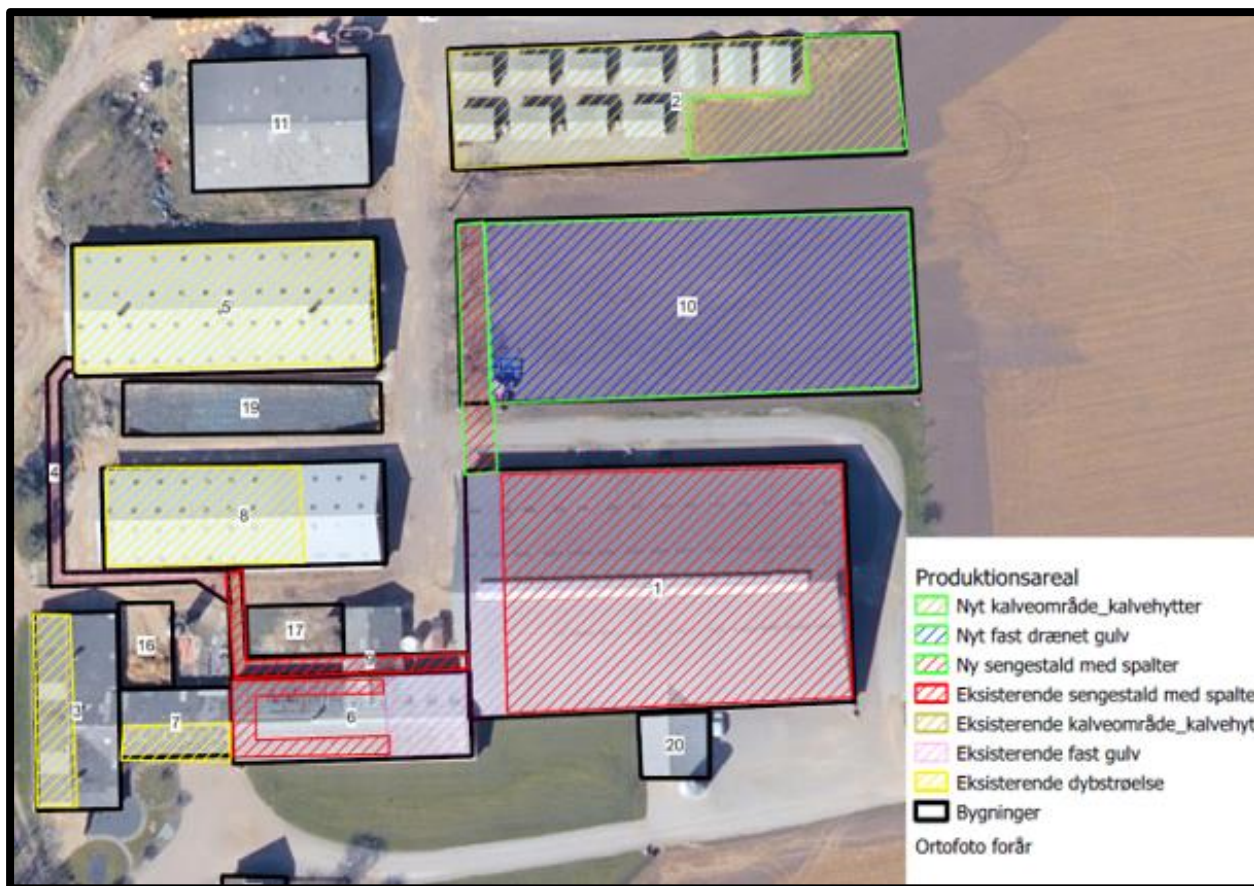 11
2
5
10
19
4
8
1
16
17
9
3
7
6
20
Produktionsareal
Nyt kalveområde_kalvehytter
Nyt fast drænet gulv
Ny sengestald med spalter
Eksisterende sengestald med spalte
Eksisterende kalveområde_kalvehyt
Eksisterende fast gulv
Eksisterende dybstrøelse
Bygninger
Ortofoto forår